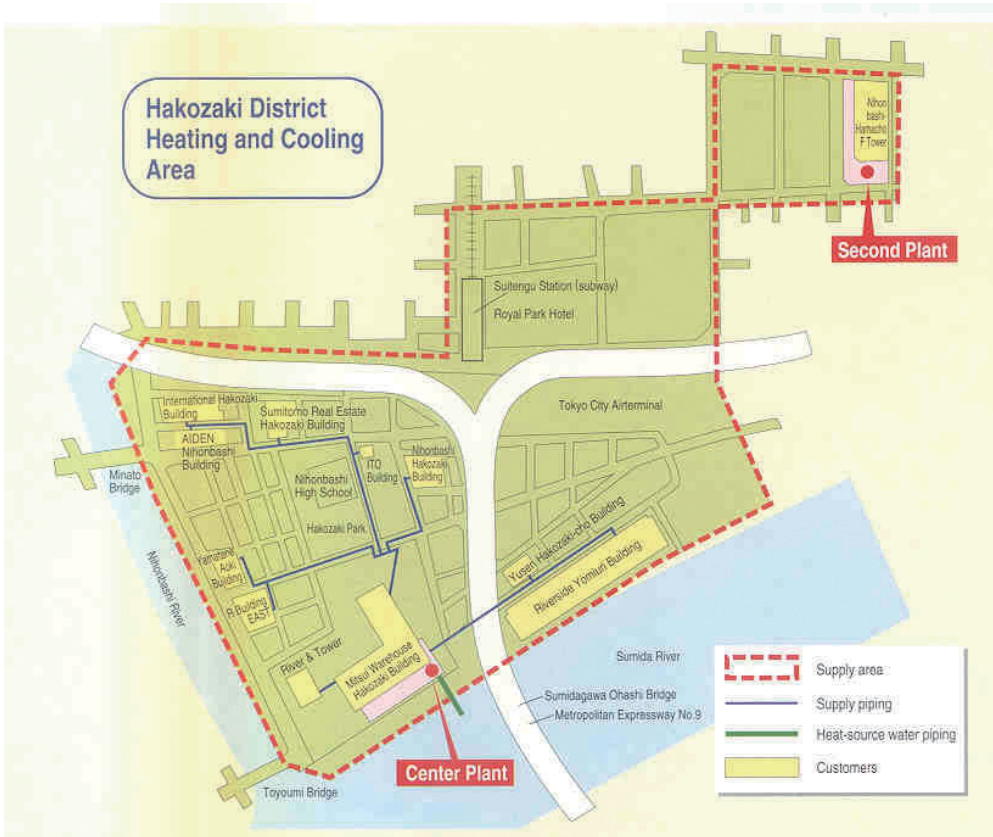 Hakozaki District
Heating and Cooling
Area
Nihon
bashi-
Hamacho
F Tower
Second Plant
Suitengu Station (subway)
Royal Park Hotel
International Hakozaki
Building
Sumitomo Real Estate
Hakozaki Building
AIDEN
Nihonbashi
Building
ITO
Building
Nihonbashi
Hakozaki
Building
Tokyo City Airterminal
Minato
Bridge
Nihonbashi
High School
Hakozaki Park
Nihonbashi River
Yamatane
Aoki
Building
R.Building
EAST
Yusen Hakozaki-cho Building
Riverside Yomiuri Building
River & Tower
Mitsui Warehouse
Hakozaki Building
Sumida River
Sumidagawa Ohashi Bridge
Metropolitan Expressway No.9
Center Plant
Toyoumi Bridge
Supply area
Supply piping
Heat-source water piping
Customers